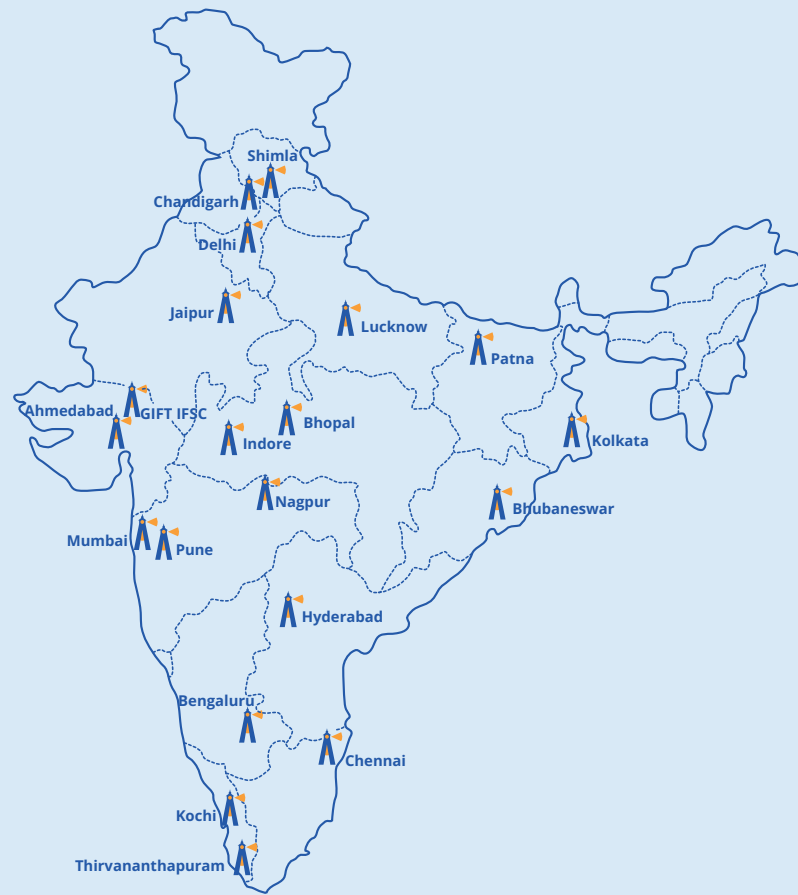 Shimla
Chandigarh
Delhi
Jaipur
Lucknow
Patna
Ahmedabad
GIFT IFSC
Bhopal
Indore
Kolkata
Nagpur
Bhubaneswar
Mumbai
Pune
Hyderabad
Bengaluru
Chennai
Kochi
Thirvananthapuram